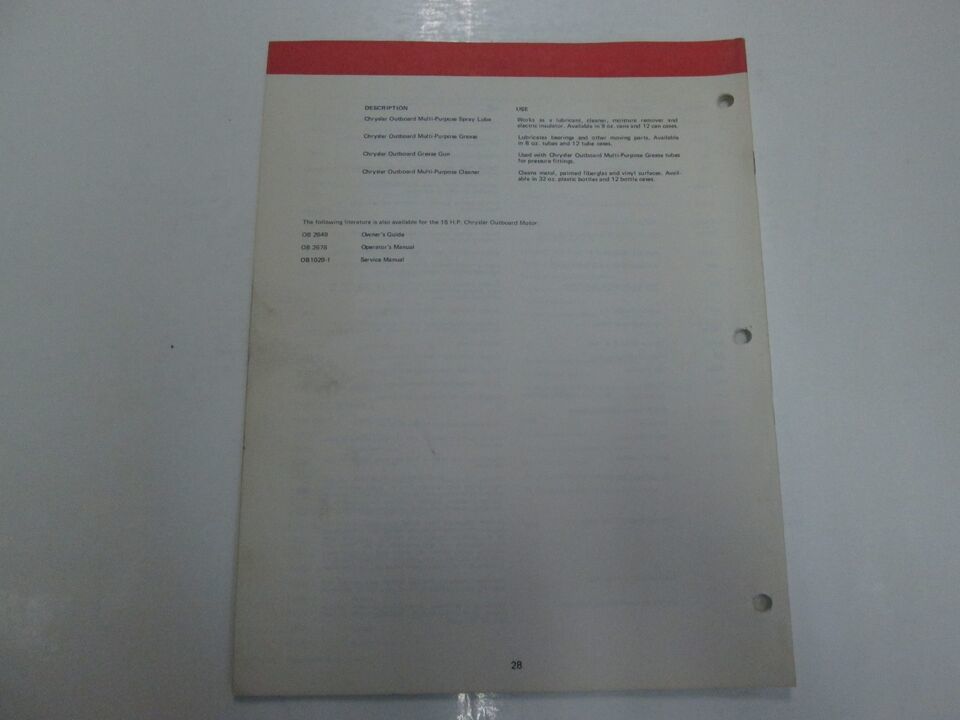 DESCRIPTION USE
Chrysler Outboard Multi-Purpose Spray Lube Works as a lubricant, cleaner, moisture remover and
electric insulator. Available in 9 oz. cans and 12 can cases.
Chrysler Outboard Multi-Purpose Grease Lubricates bearings and other moving parts. Available
in 8 oz. tubes and 12 tube cases.
Chrysler Outboard Grease Gun Used with Chrysler Outboard Multi-Purpose Grease tubes
for pressure fittings.
Chrysler Outboard Multi-Purpose Cleaner Cleans metal, painted fiberglas and vinyl surfaces. Avail-
able in 32 oz. plastic bottles and 12 bottle cases.
The following literature is also available for the 15 H.P. Chrysler Outboard Motor:
OB Owner's Guide
OB Operator's Manual
Service Manual
28